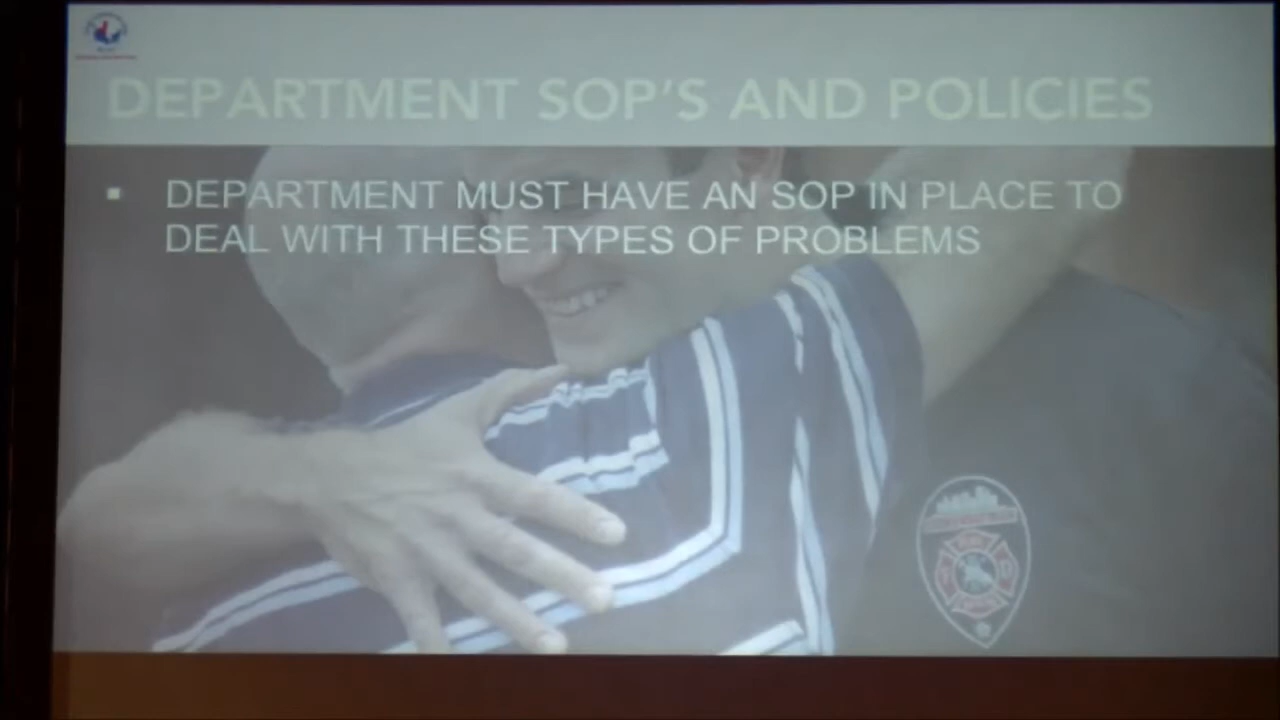 DEPARTMENT SOP'S AND POLICIES
▪ DEPARTMENT MUST HAVE AN SOP IN PLACE TO
DEAL WITH THESE TYPES OF PROBLEMS